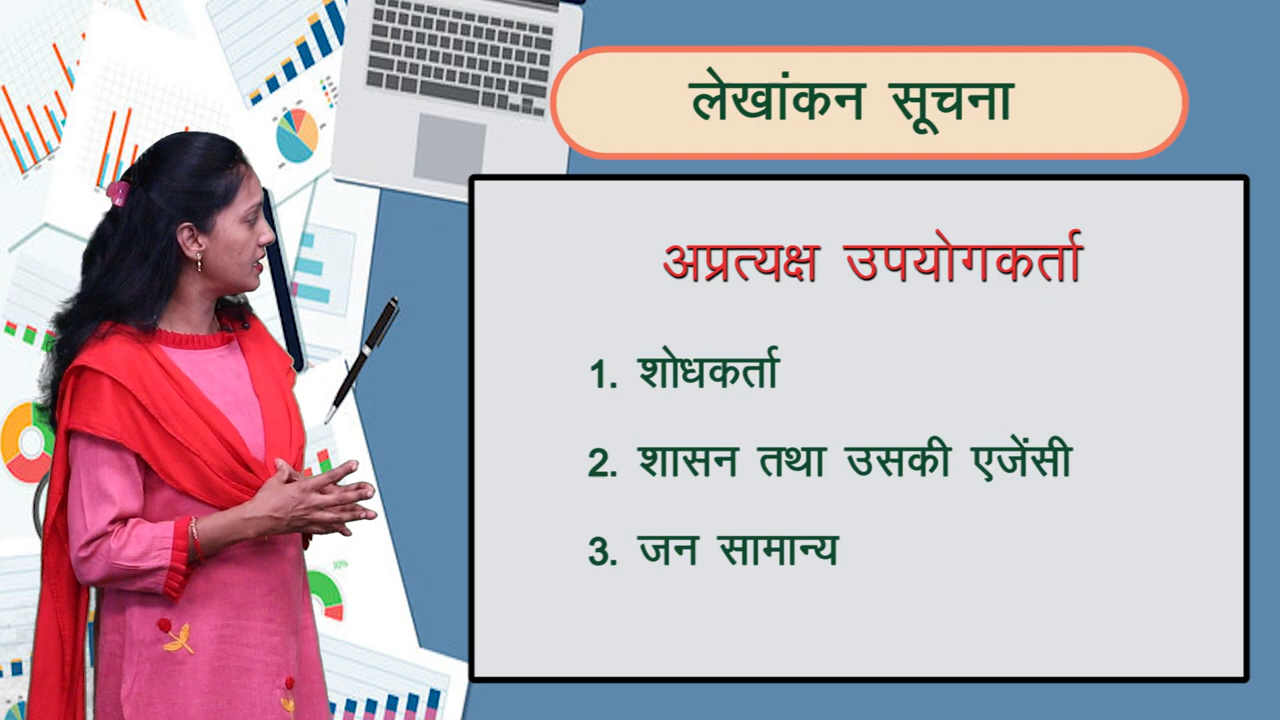 लेखांकन सूचना
अप्रत्यक्ष उपयोगकर्ता
1. शोधकर्ता
2. शासन तथा उसकी एजेंसी
3. जन सामान्य